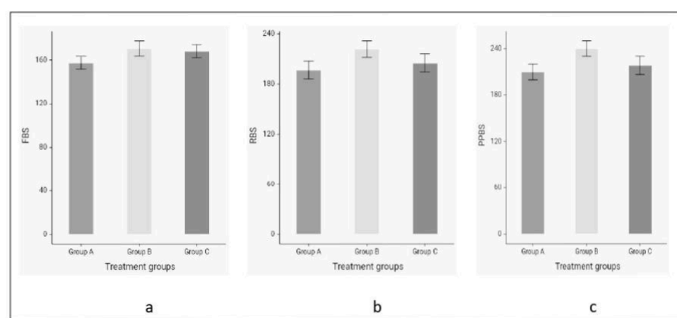 160
120
80
40
0
FBS
Group A Group B Group C
Treatment groups
a
240
180
120
60
0
RBS
Group A Group B Group C
Treatment groups
b
240
180
120
60
0
PPBS
Group A Group B Group C
Treatment groups
c